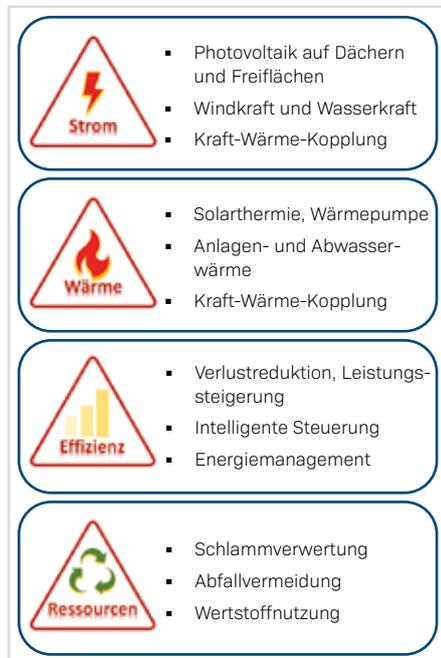 Strom
▪ Photovoltaik auf Dächern
und Freiflächen
▪ Windkraft und Wasserkraft
▪ Kraft-Wärme-Kopplung
Wärme
▪ Solarthermie, Wärmepumpe
▪ Anlagen- und Abwasser-
wärme
▪ Kraft-Wärme-Kopplung
Effizienz
▪ Verlustreduktion, Leistungs-
steigerung
▪ Intelligente Steuerung
▪ Energiemanagement
Ressourcen
▪ Schlammverwertung
▪ Abfallvermeidung
▪ Wertstoffnutzung